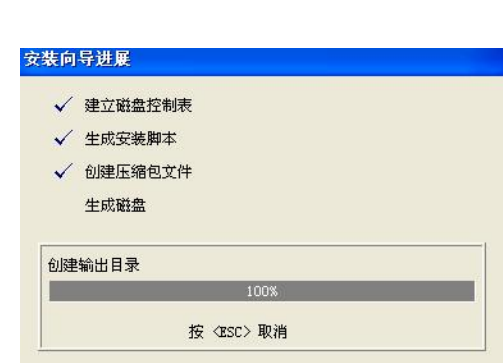 安装向导进展
建立磁盘控制表
生成安装脚本
创建压缩包文件
生成磁盘
创建输出目录
100%
按 <ESC> 取消